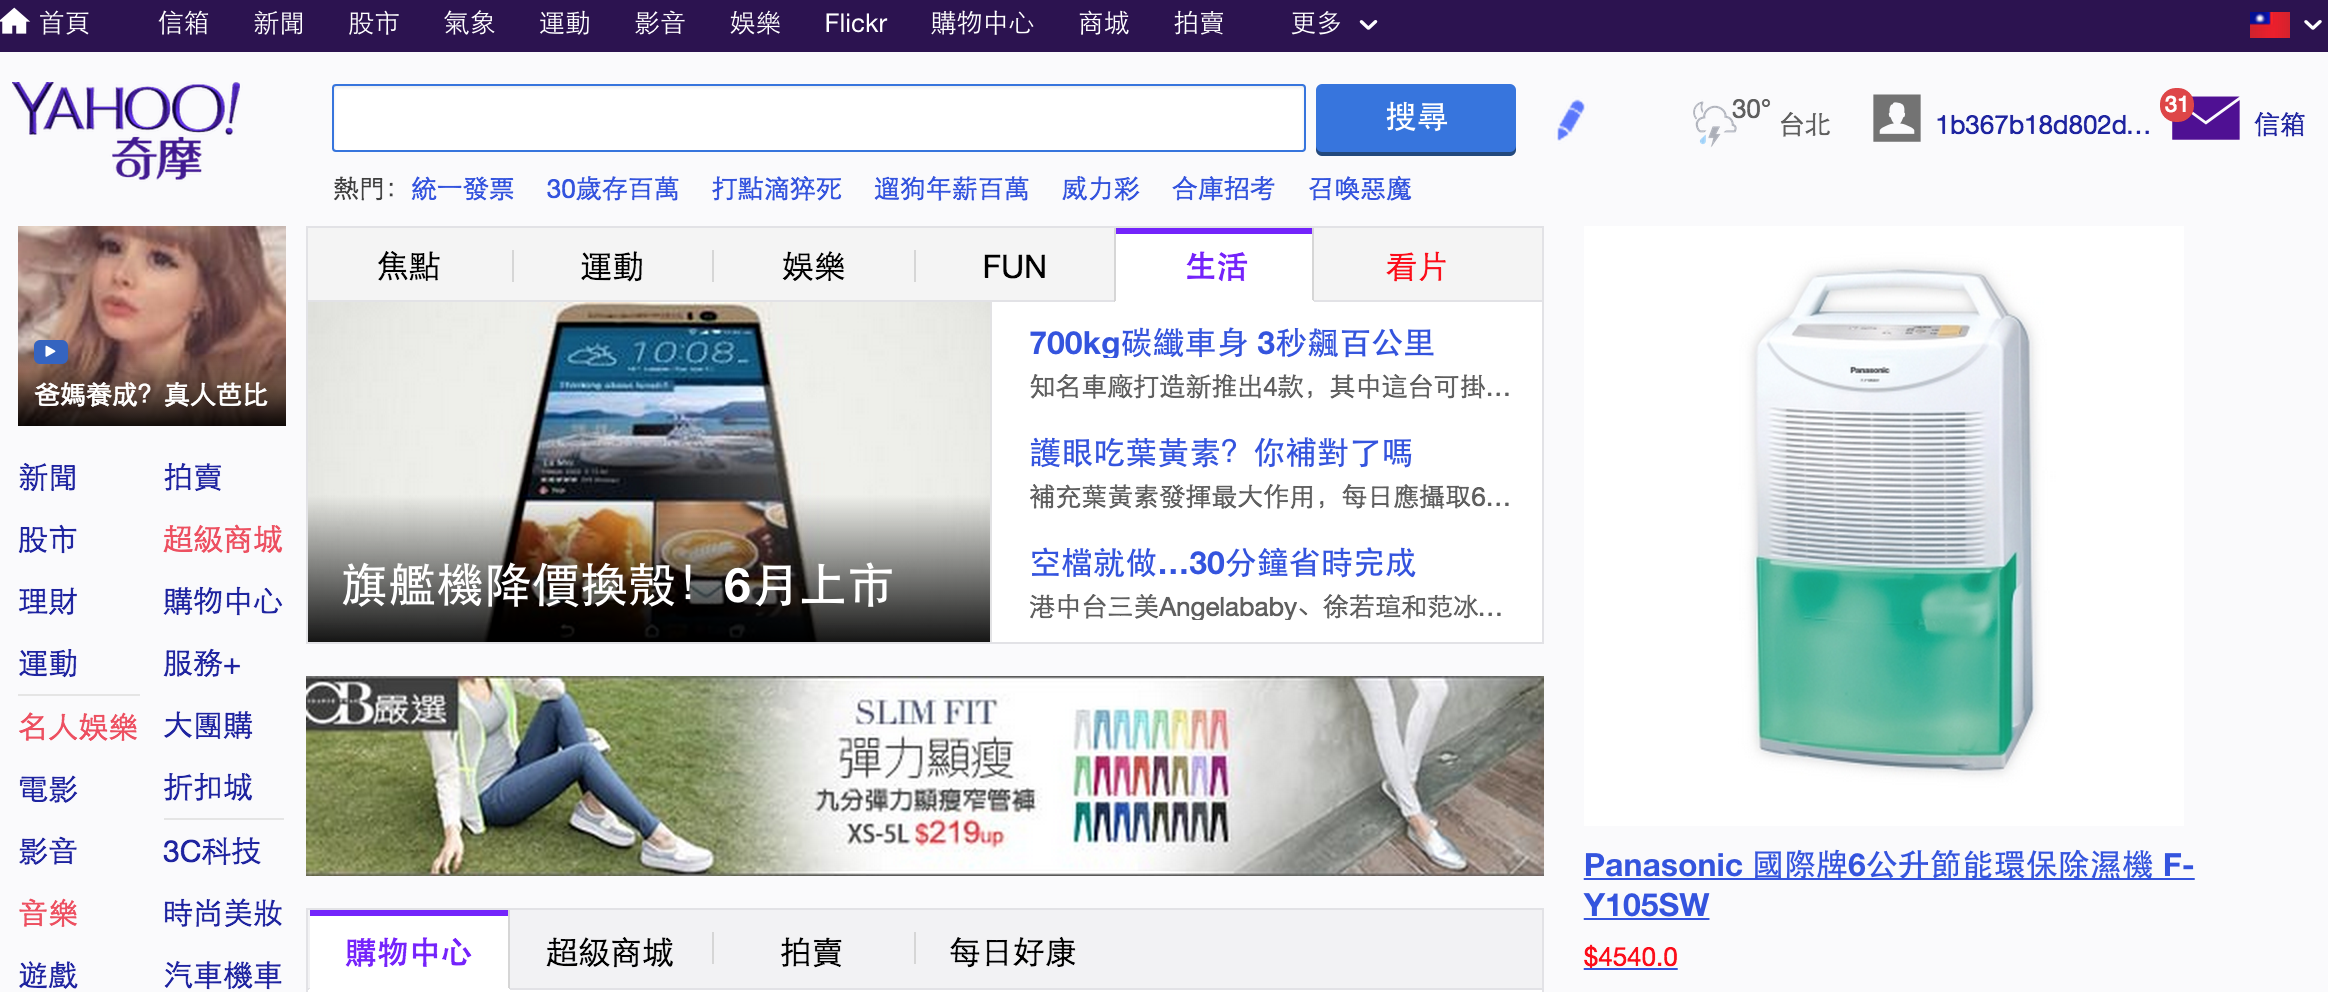 首頁 信箱 新聞 股市 氣象 運動 影音 娛樂 Flickr 購物中心 商城 拍賣 更多
YAHOO!
奇摩
搜尋
30° 台北
1b367b18d802d...
31
信箱
熱門: 統一發票 30歲存百萬 打點滴猝死 遛狗年薪百萬 威力彩 合庫招考 召喚惡魔
爸媽養成? 真人芭比
新聞 拍賣
股市 超級商城
理財 購物中心
運動 服務+
名人娛樂 大團購
電影 折扣城
影音 3C科技
音樂 時尚美妝
遊戲 汽車機車
焦點 運動 娛樂 FUN 生活 看片
10:08
旗艦機降價換殼! 6月上市
700kg碳纖車身 3秒飆百公里
知名車廠打造新推出4款，其中這台可掛...
護眼吃葉黃素? 你補對了嗎
補充葉黃素發揮最大作用，每日應攝取6...
空檔就做...30分鐘省時完成
港中台三美Angelababy、徐若瑄和范冰...
OB嚴選
SLIM FIT
彈力顯瘦
九分彈力顯瘦窄管褲
XS-5L $219up
購物中心 超級商城 拍賣 每日好康
Panasonic
Panasonic 國際牌6公升節能環保除濕機 F-
Y105SW
$4540.0